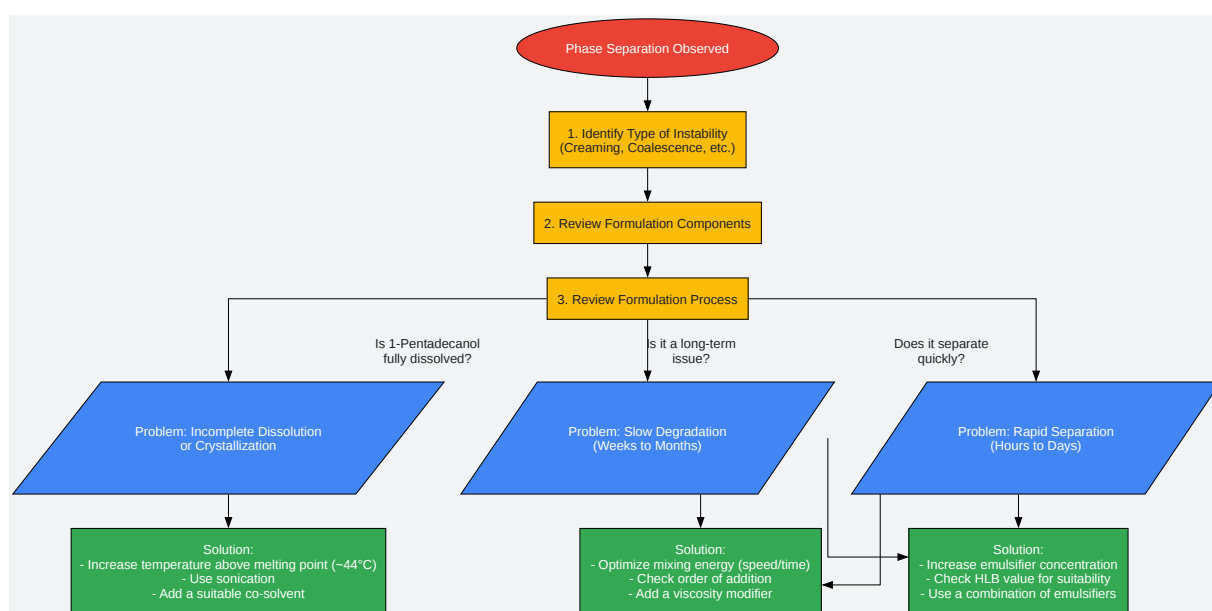 Phase Separation Observed
1. Identify Type of Instability
(Creaming, Coalescence, etc.)
2. Review Formulation Components
3. Review Formulation Process
Is 1-Pentadecanol
fully dissolved?
Is it a long-term
issue?
Does it separate
quickly?
Problem: Incomplete Dissolution
or Crystallization
Problem: Slow Degradation
(Weeks to Months)
Problem: Rapid Separation
(Hours to Days)
Solution:
- Increase temperature above melting point (~44°C)
- Use sonication
- Add a suitable co-solvent
Solution:
- Optimize mixing energy (speed/time)
- Check order of addition
- Add a viscosity modifier
Solution:
- Increase emulsifier concentration
- Check HLB value for suitability
- Use a combination of emulsifiers